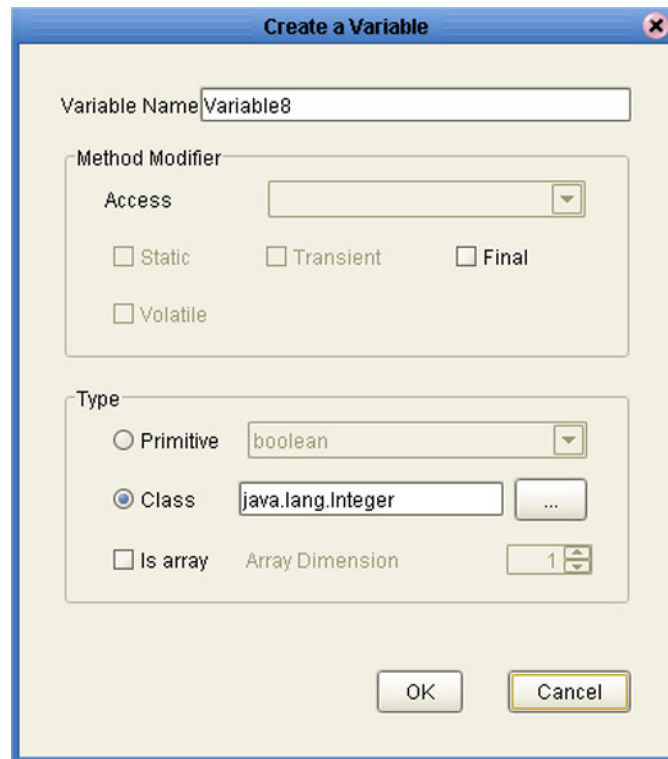 Create a Variable
Variable Name Variable8
Method Modifier
Access
Static Transient Final
Volatile
Type
Primitive boolean
Class java.lang.Integer ...
Is array Array Dimension 1
OK Cancel